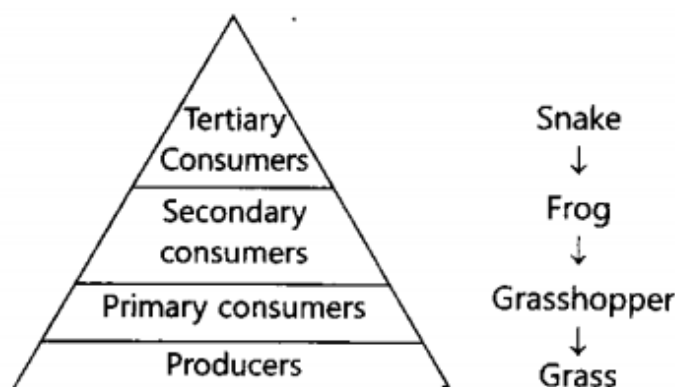 Tertiary
Consumers
Secondary
consumers
Primary consumers
Producers
Snake
↓
Frog
↓
Grasshopper
↓
Grass